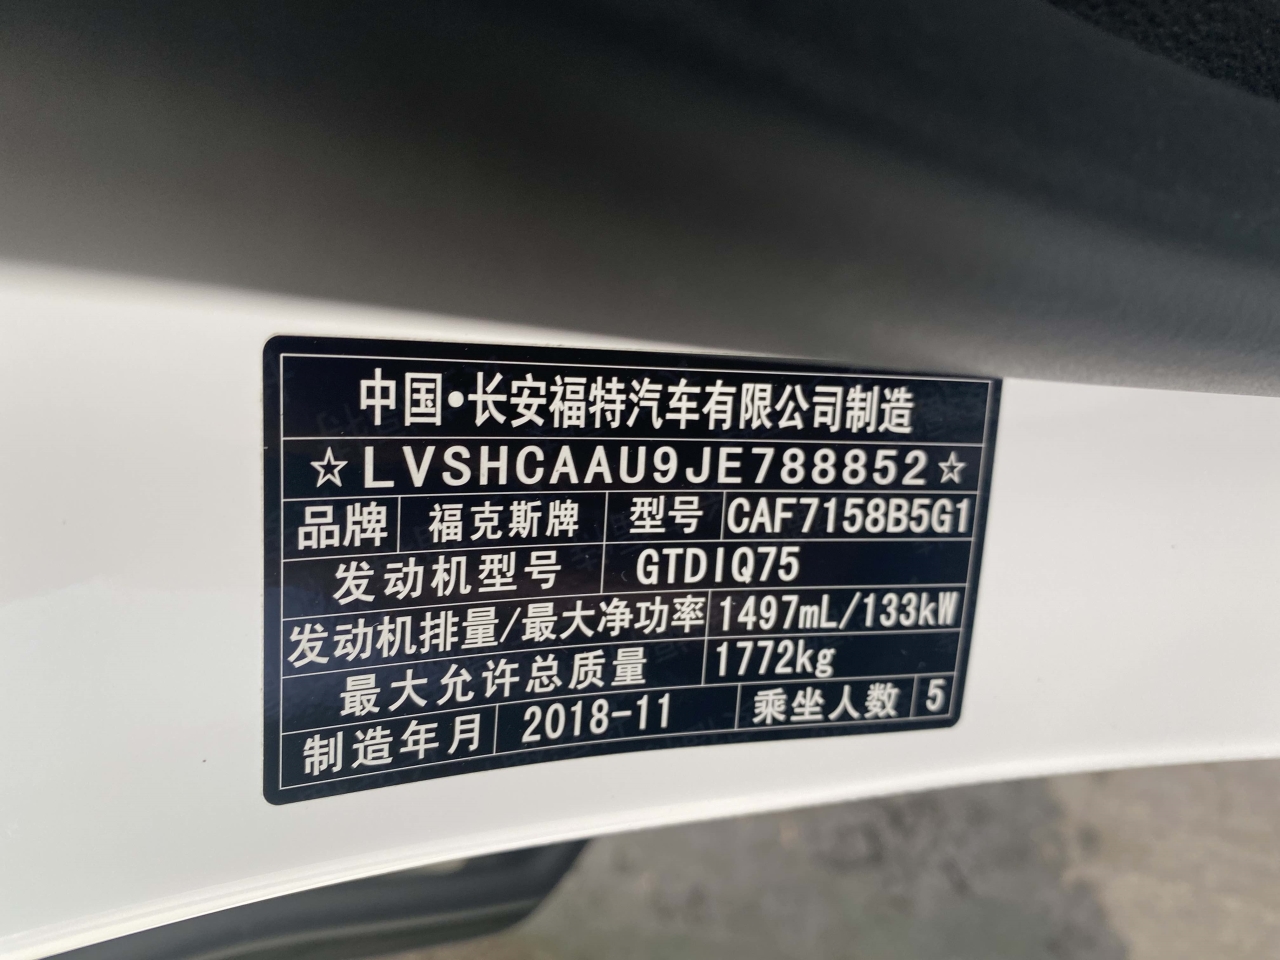 中国·长安福特汽车有限公司制造
☆LVSHCAAU9JE788852☆
品牌 福克斯牌 型号 CAF7158B5G1
发动机型号 GTDIQ75
发动机排量/最大净功率 1497mL/133kW
最大允许总质量 1772kg
制造年月 2018-11 乘坐人数 5